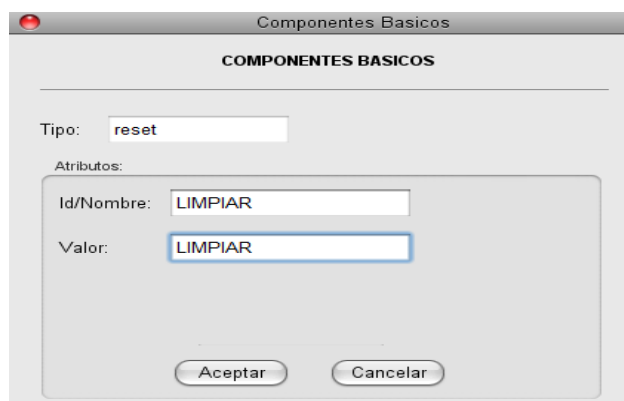 Componentes Basicos
COMPONENTES BASICOS
Tipo: reset
Atributos:
Id/Nombre: LIMPIAR
Valor: LIMPIAR
Aceptar Cancelar